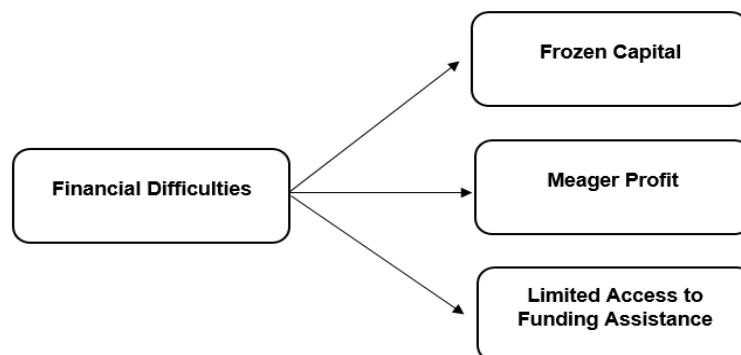 Frozen Capital
Financial Difficulties
Meager Profit
Limited Access to
Funding Assistance